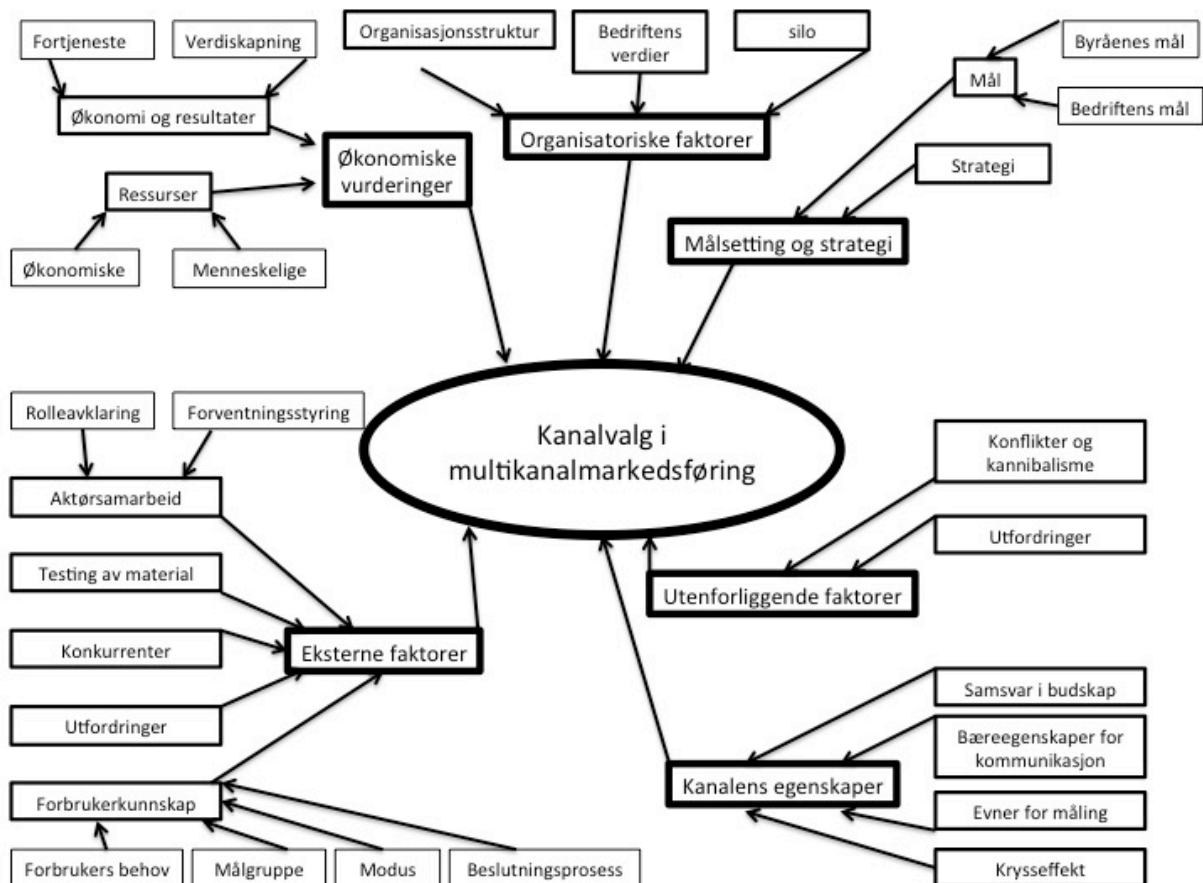 Fortjeneste
Verdiskapning
Organisasjonsstruktur
Bedriftens
verdier
silo
Byråenes mål
Mål
Bedriftens mål
Økonomi og resultater
Organisatoriske faktorer
Økonomiske
vurderinger
Strategi
Ressurser
Målsetting og strategi
Økonomiske
Menneskelige
Kanalvalg i
multikanalmarkedsføring
Rolleavklaring
Forventningsstyring
Aktørsamarbeid
Testing av material
Konkurrenter
Eksterne faktorer
Utfordringer
Forbrukerkunnskap
Forbrukers behov
Målgruppe
Modus
Beslutningsprosess
Konflikter og
kannibalisme
Utfordringer
Utenforliggende faktorer
Samsvar i budskap
Bæreegenskaper for
kommunikasjon
Kanalens egenskaper
Evner for måling
Krysseffekt